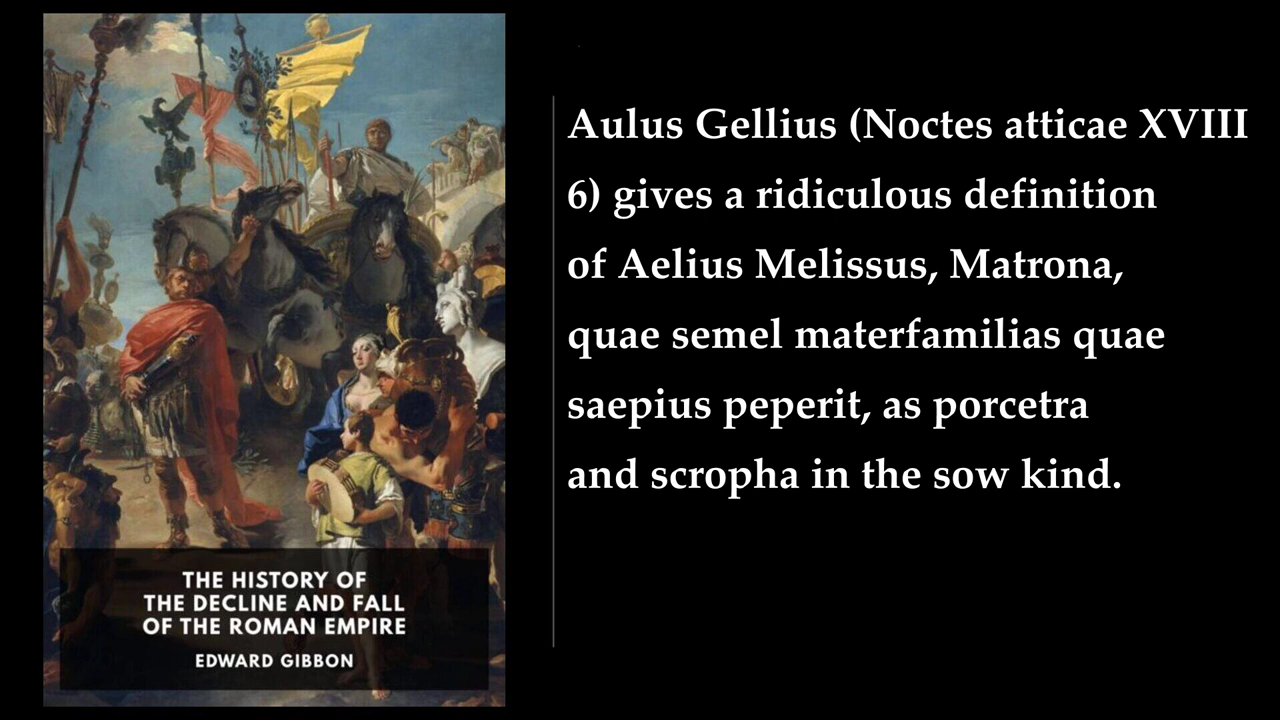 Aulus Gellius (Noctes atticae XVIII
6) gives a ridiculous definition
of Aelius Melissus, Matrona,
quae semel materfamilias quae
saepius peperit, as porcetra
and scropha in the sow kind.
THE HISTORY OF
THE DECLINE AND FALL
OF THE ROMAN EMPIRE
EDWARD GIBBON